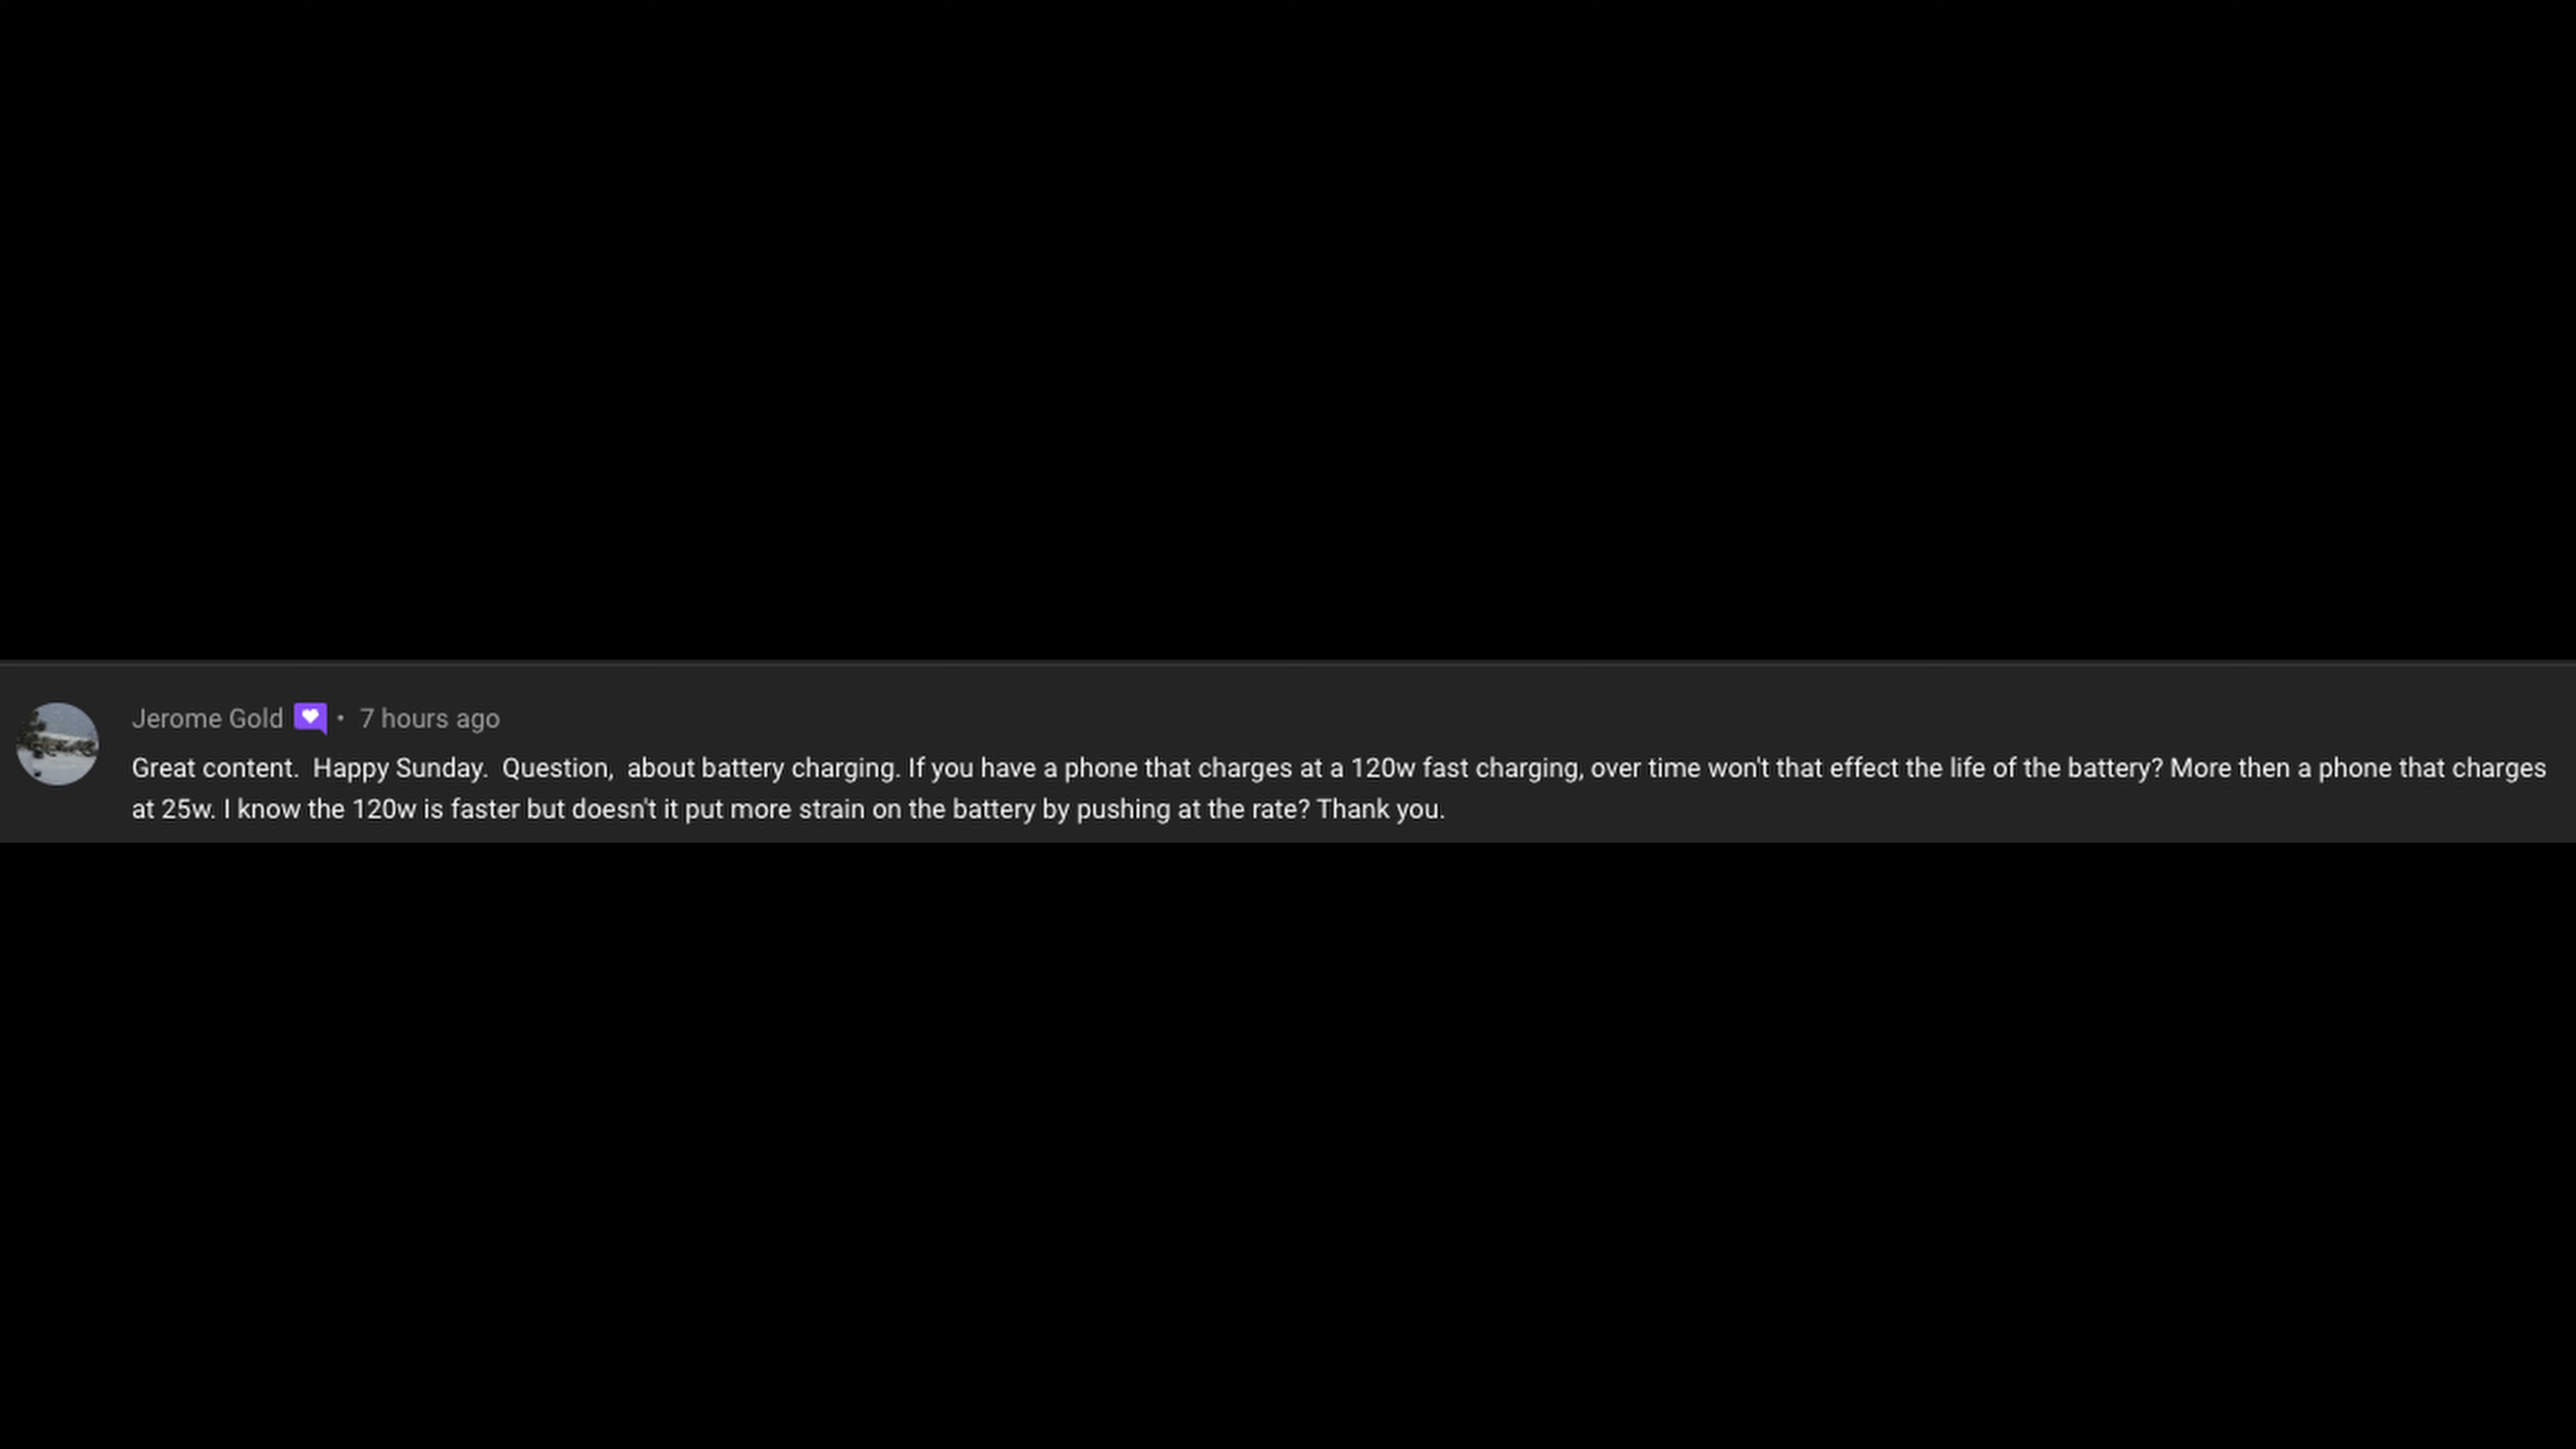 Jerome Gold • 7 hours ago
Great content.  Happy Sunday.  Question,  about battery charging. If you have a phone that charges at a 120w fast charging, over time won't that effect the life of the battery? More then a phone that charges
at 25w. I know the 120w is faster but doesn't it put more strain on the battery by pushing at the rate? Thank you.